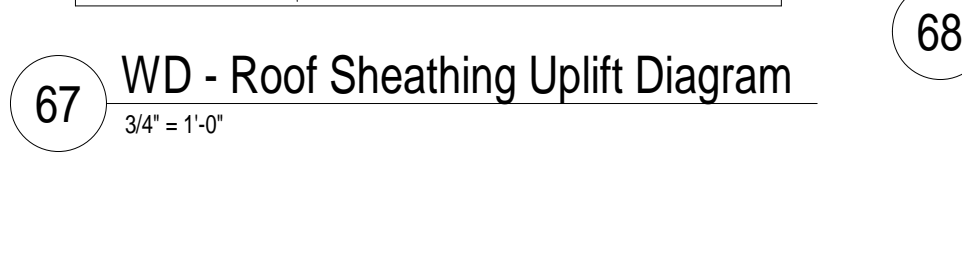 67
WD - Roof Sheathing Uplift Diagram
3/4" = 1'-0"
68